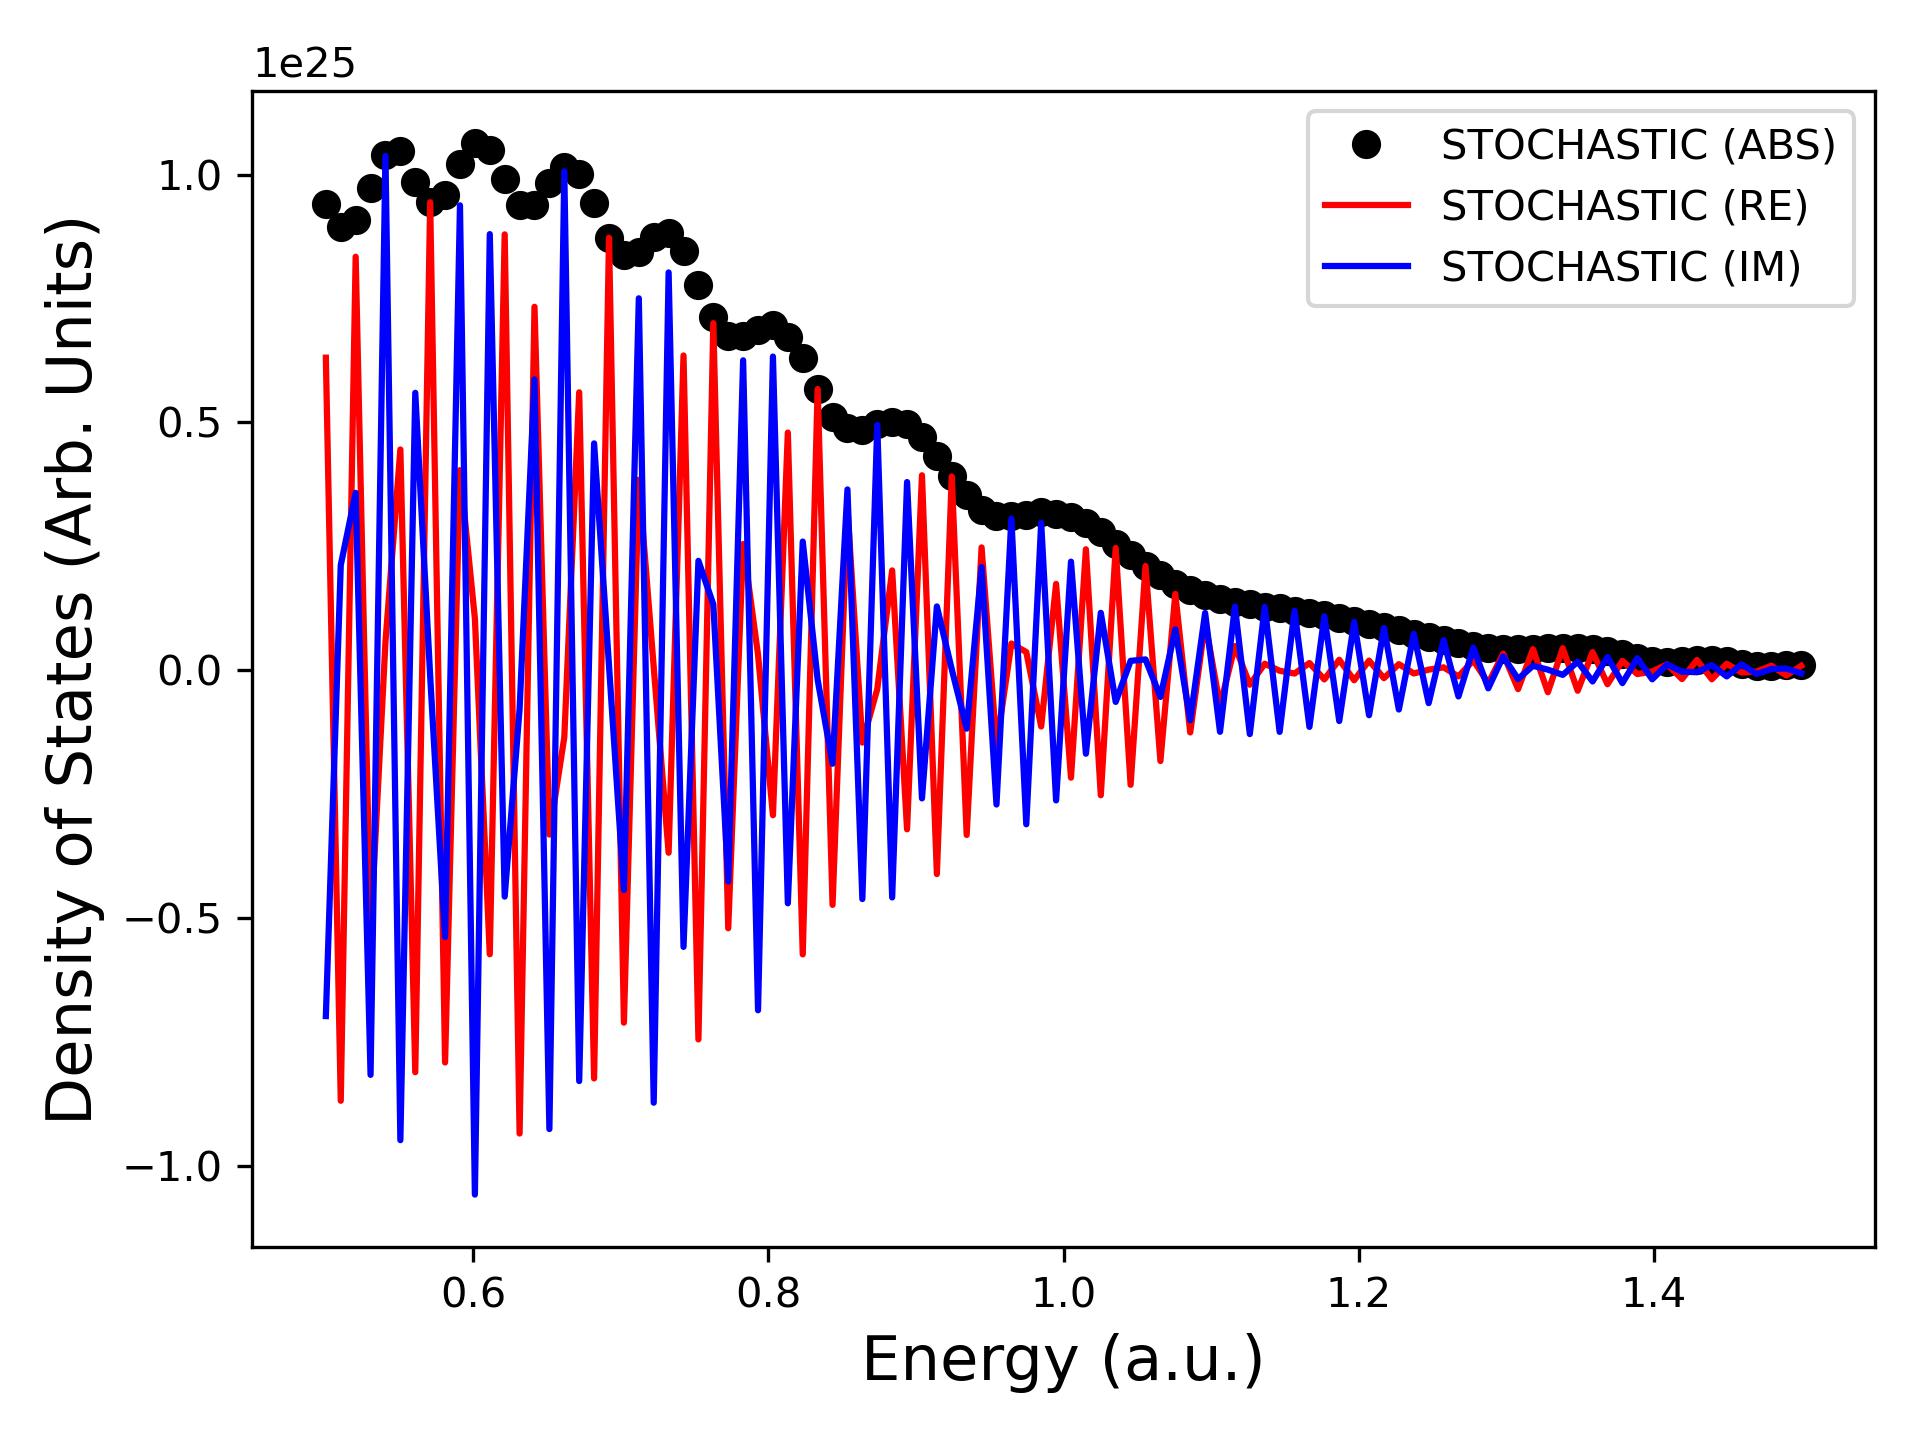 1e25
STOCHASTIC (ABS)
STOCHASTIC (RE)
STOCHASTIC (IM)
1.0
0.5
0.0
−0.5
−1.0
Density of States (Arb. Units)
0.6 0.8 1.0 1.2 1.4
Energy (a.u.)